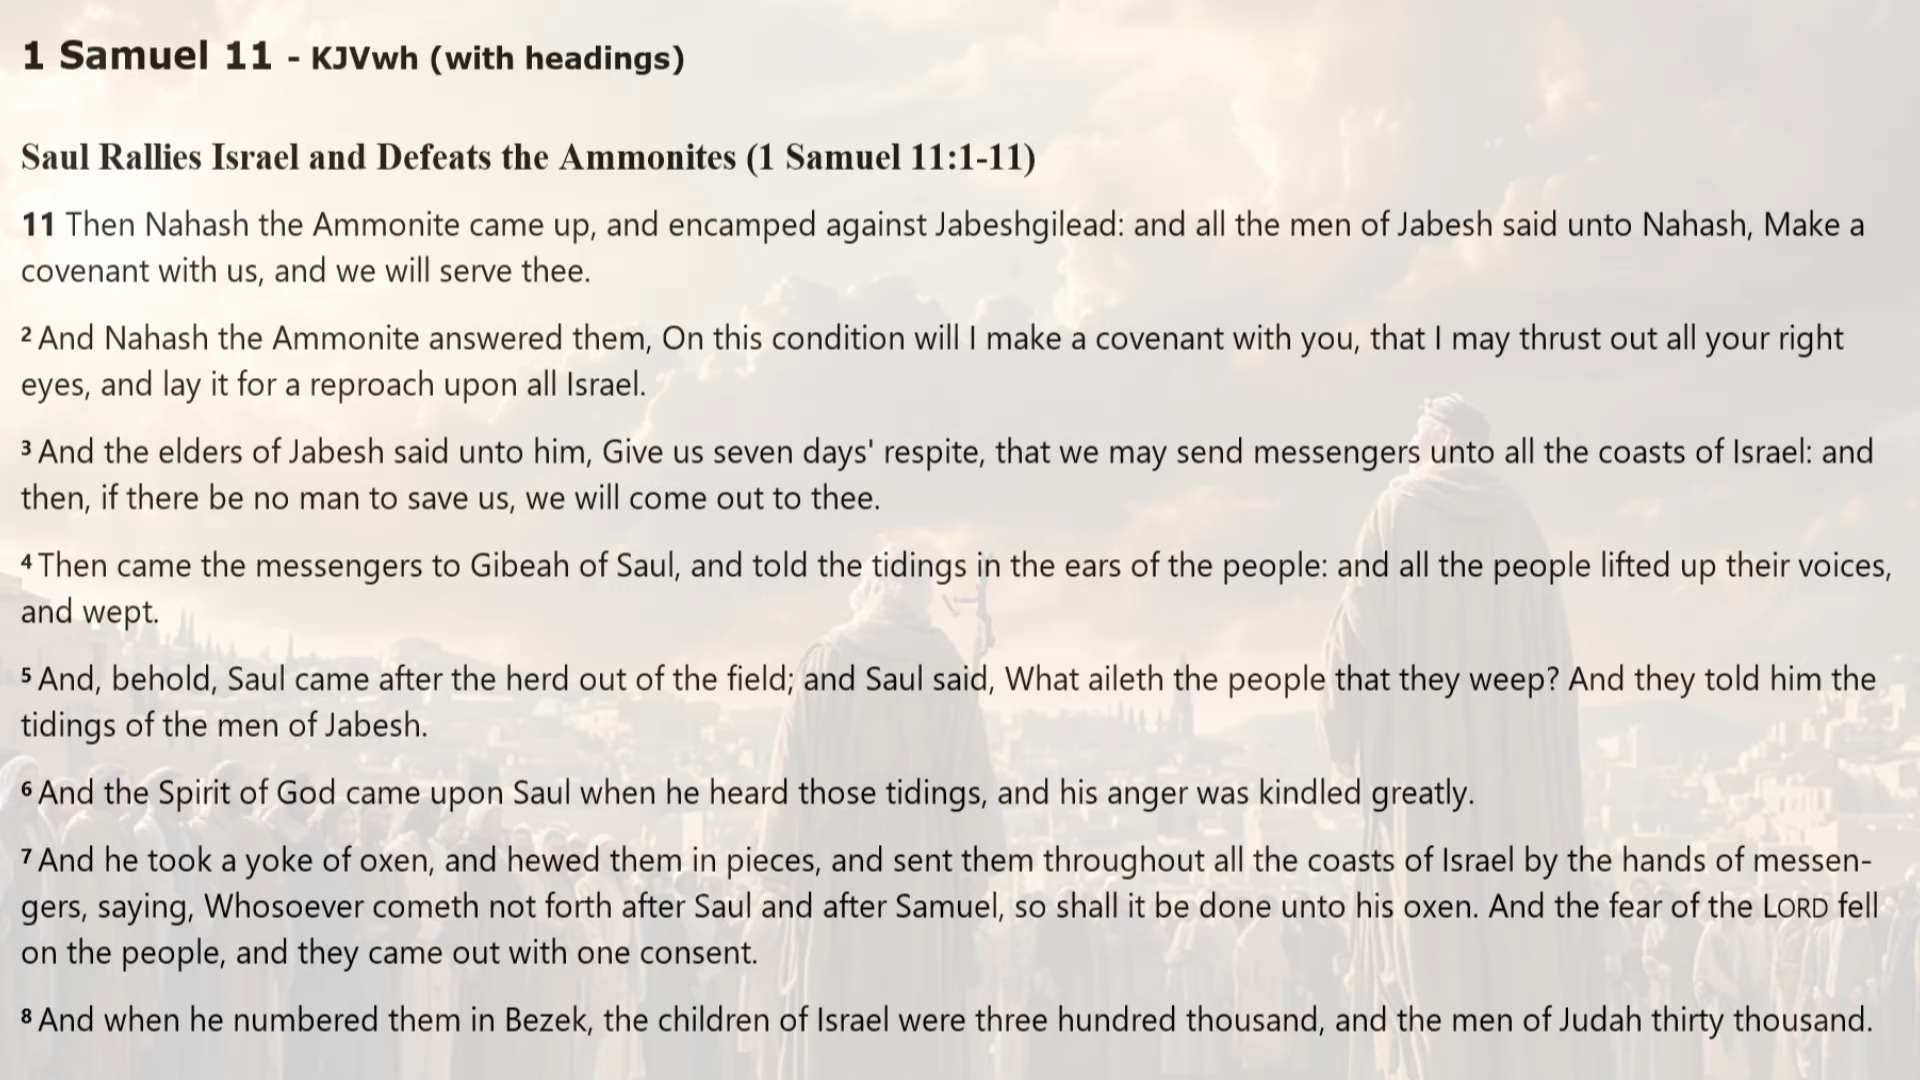 1 Samuel 11 - KJVwh (with headings)
Saul Rallies Israel and Defeats the Ammonites (1 Samuel 11:1-11)
11 Then Nahash the Ammonite came up, and encamped against Jabeshgilead: and all the men of Jabesh said unto Nahash, Make a
covenant with us, and we will serve thee.
2 And Nahash the Ammonite answered them, On this condition will I make a covenant with you, that I may thrust out all your right
eyes, and lay it for a reproach upon all Israel.
3 And the elders of Jabesh said unto him, Give us seven days' respite, that we may send messengers unto all the coasts of Israel: and
then, if there be no man to save us, we will come out to thee.
4 Then came the messengers to Gibeah of Saul, and told the tidings in the ears of the people: and all the people lifted up their voices,
and wept.
5 And, behold, Saul came after the herd out of the field; and Saul said, What aileth the people that they weep? And they told him the
tidings of the men of Jabesh.
6 And the Spirit of God came upon Saul when he heard those tidings, and his anger was kindled greatly.
7 And he took a yoke of oxen, and hewed them in pieces, and sent them throughout all the coasts of Israel by the hands of messen-
gers, saying, Whosoever cometh not forth after Saul and after Samuel, so shall it be done unto his oxen. And the fear of the LORD fell
on the people, and they came out with one consent.
8 And when he numbered them in Bezek, the children of Israel were three hundred thousand, and the men of Judah thirty thousand.